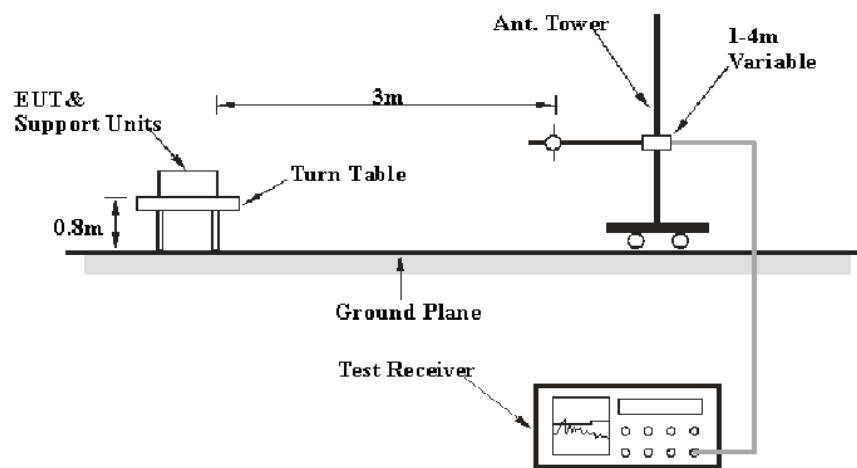 Ant. Tower
1-4m
Variable
3m
EUT &
Support Units
Turn Table
0.8m
Ground Plane
Test Receiver